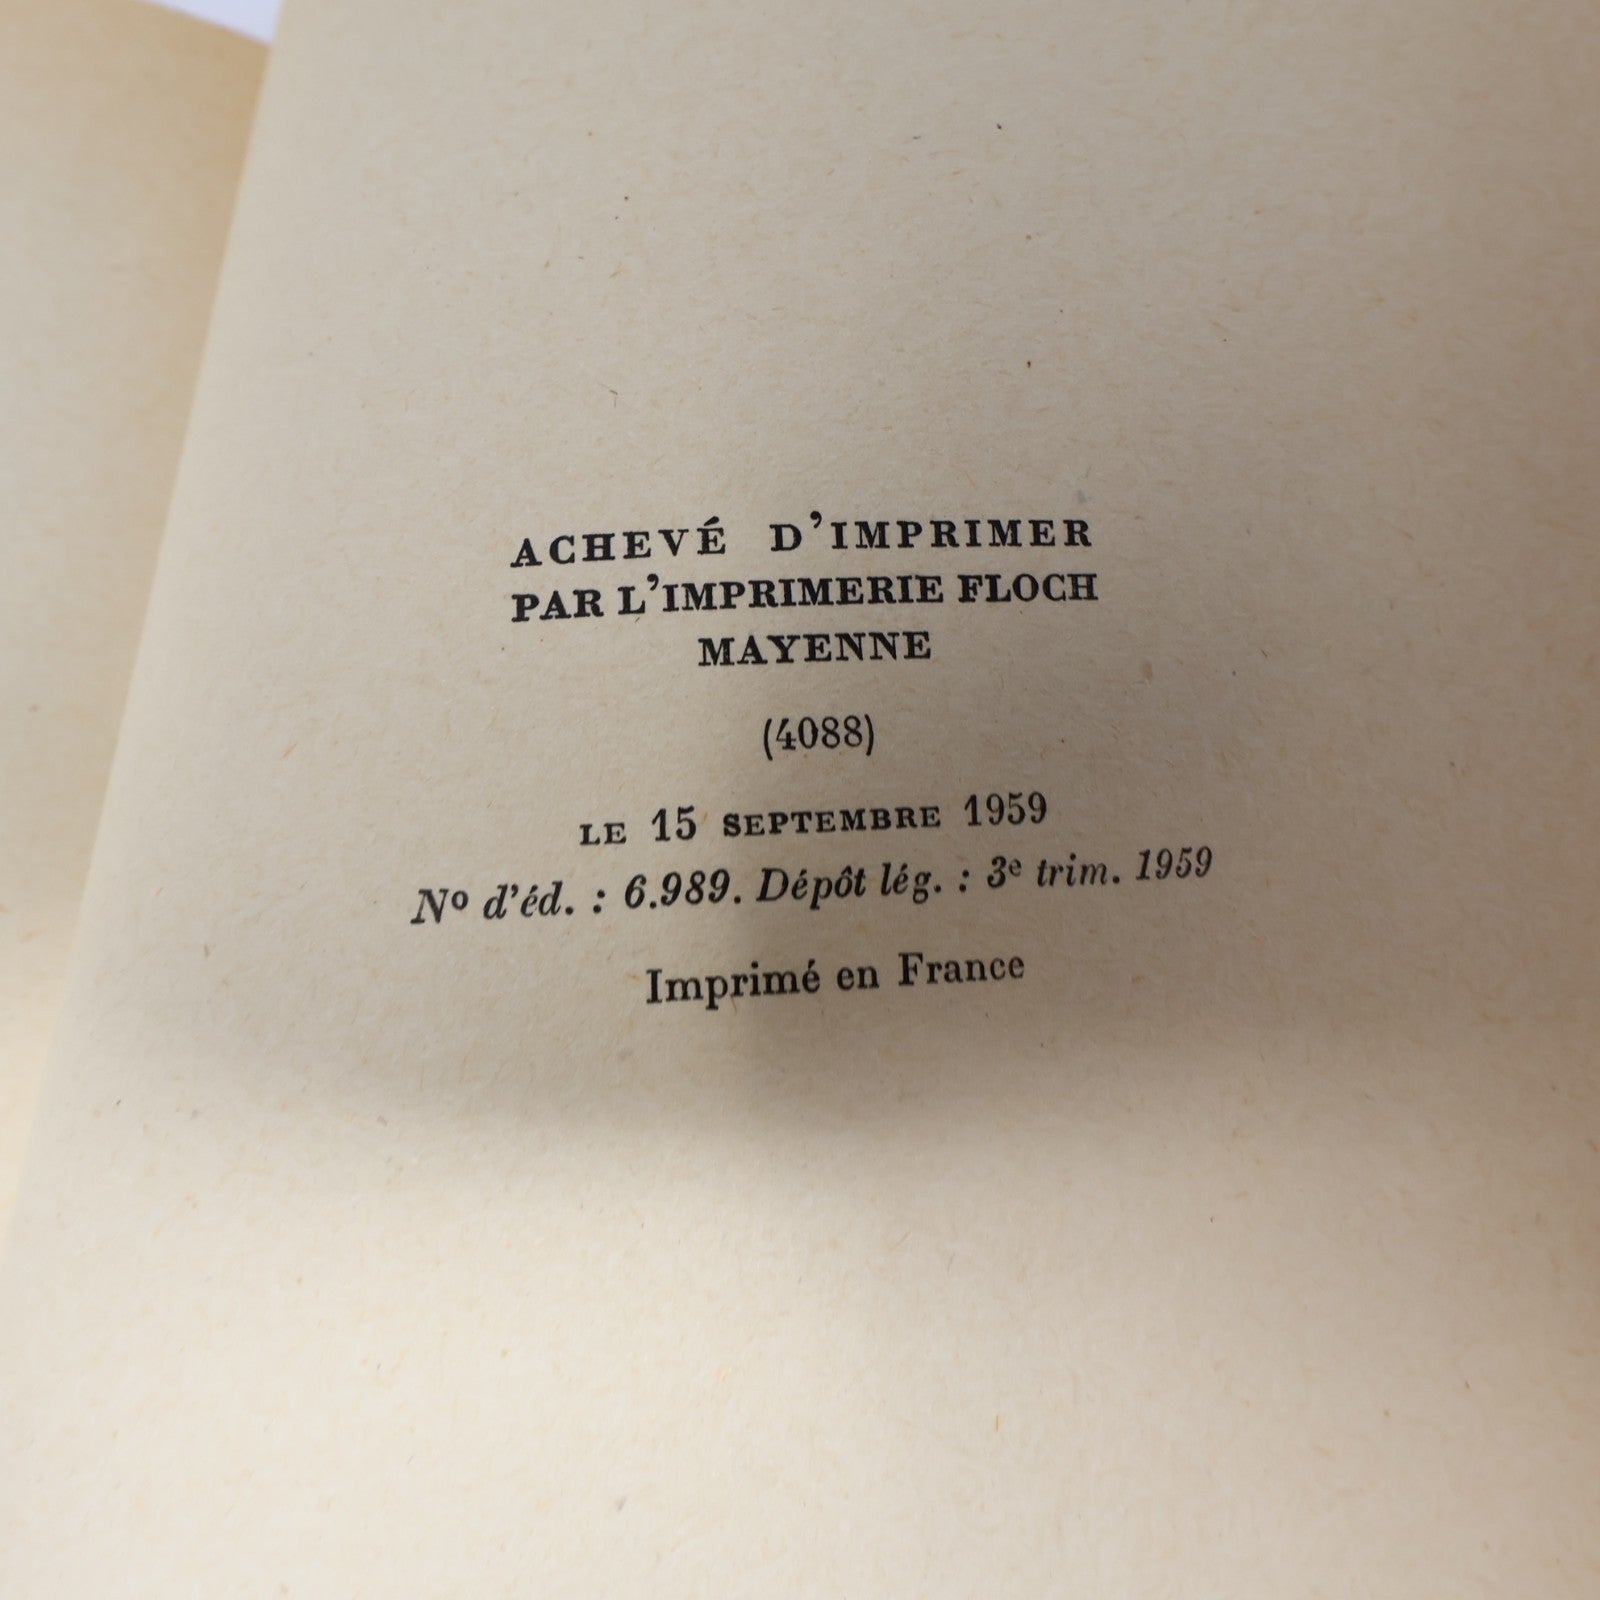 ACHEVÉ D'IMPRIMER
PAR L'IMPRIMERIE FLOCH
MAYENNE
(4088)
LE 15 SEPTEMBRE 1959
Nº d'éd. : 6.989. Dépôt lég. : 3e trim. 1959
Imprimé en France